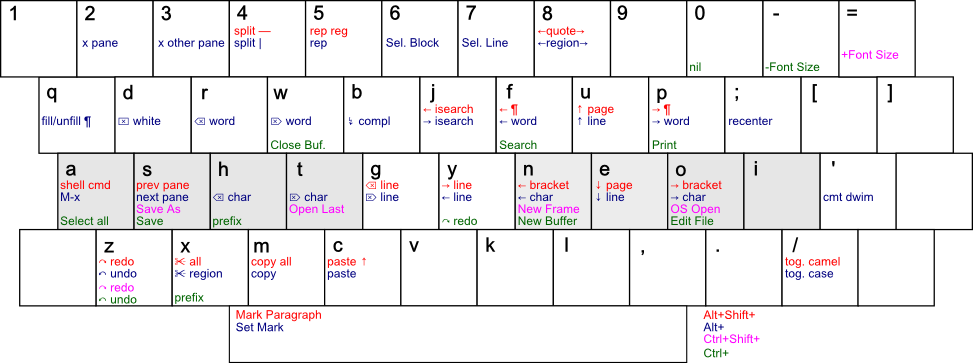 1
2
x pane
3
x other pane
4
split —
split |
5
rep reg
rep
6
Sel. Block
7
Sel. Line
8
←quote→
←region→
9
0
nil
-
-Font Size
=
+Font Size
q
fill/unfill ¶
d
⌧ white
r
⌫ word
w
⌦ word
Close Buf.
b
↯ compl
j
← isearch
→ isearch
f
← ¶
← word
Search
u
↑ page
↑ line
p
→ ¶
→ word
Print
;
recenter
[
]
a
shell cmd
M-x
Select all
s
prev pane
next pane
Save As
Save
h
⌫ char
prefix
t
⌦ char
Open Last
g
⌫ line
⌦ line
y
→ line
← line
↷ redo
n
← bracket
← char
New Frame
New Buffer
e
↓ page
↓ line
o
→ bracket
→ char
OS Open
Edit File
i
'
cmt dwim
z
↷ redo
↶ undo
↷ redo
↶ undo
x
✂ all
✂ region
prefix
m
copy all
copy
c
paste ↑
paste
v
k
l
,
.
/
tog. camel
tog. case
Mark Paragraph
Set Mark
Alt+Shift+
Alt+
Ctrl+Shift+
Ctrl+